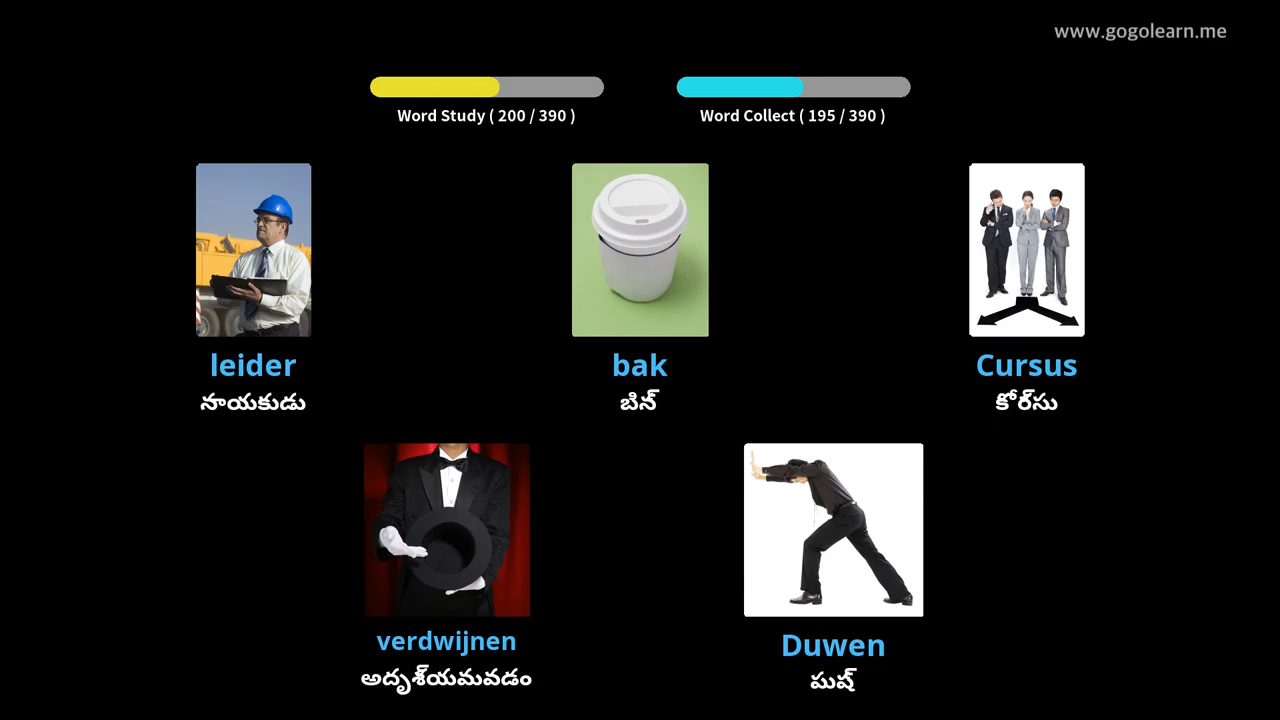 www.gogolearn.me
Word Study ( 200 / 390 )
Word Collect ( 195 / 390 )
leider
నాయకుడు
bak
బిన్
Cursus
కోర్సు
verdwijnen
అదృశ్యమవడం
Duwen
పుష్